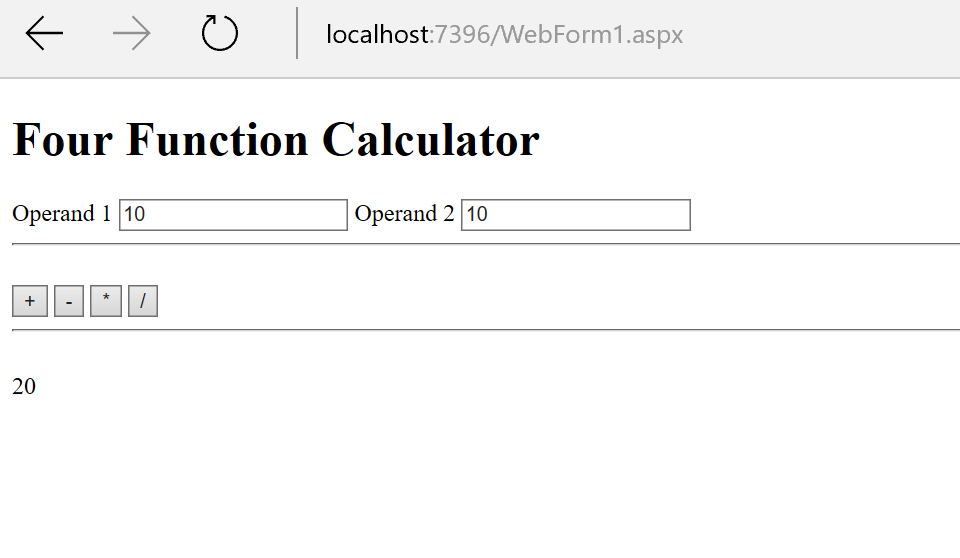 localhost:7396/WebForm1.aspx
Four Function Calculator
Operand 1 10 Operand 2 10
+ - * /
20